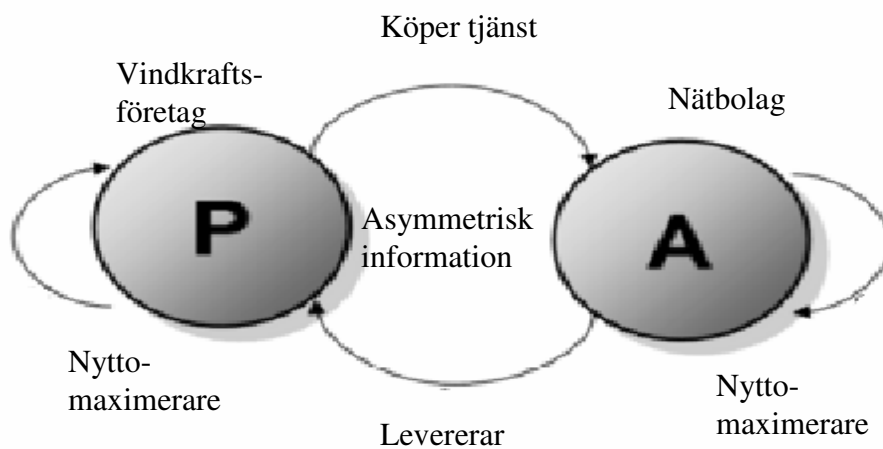 Köper tjänst
Vindkrafts-
företag
Nätbolag
P
Asymmetrisk
information
A
Nytto-
maximerare
Nytto-
maximerare
Levererar